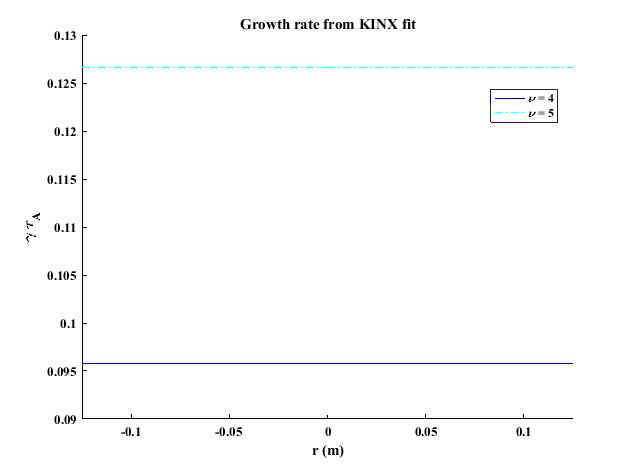 Growth rate from KINX fit
0.13
0.125
0.12
0.115
0.11
0.105
0.1
0.095
0.09
γ τA
ν = 4
ν = 5
-0.1
-0.05
0
0.05
0.1
r (m)